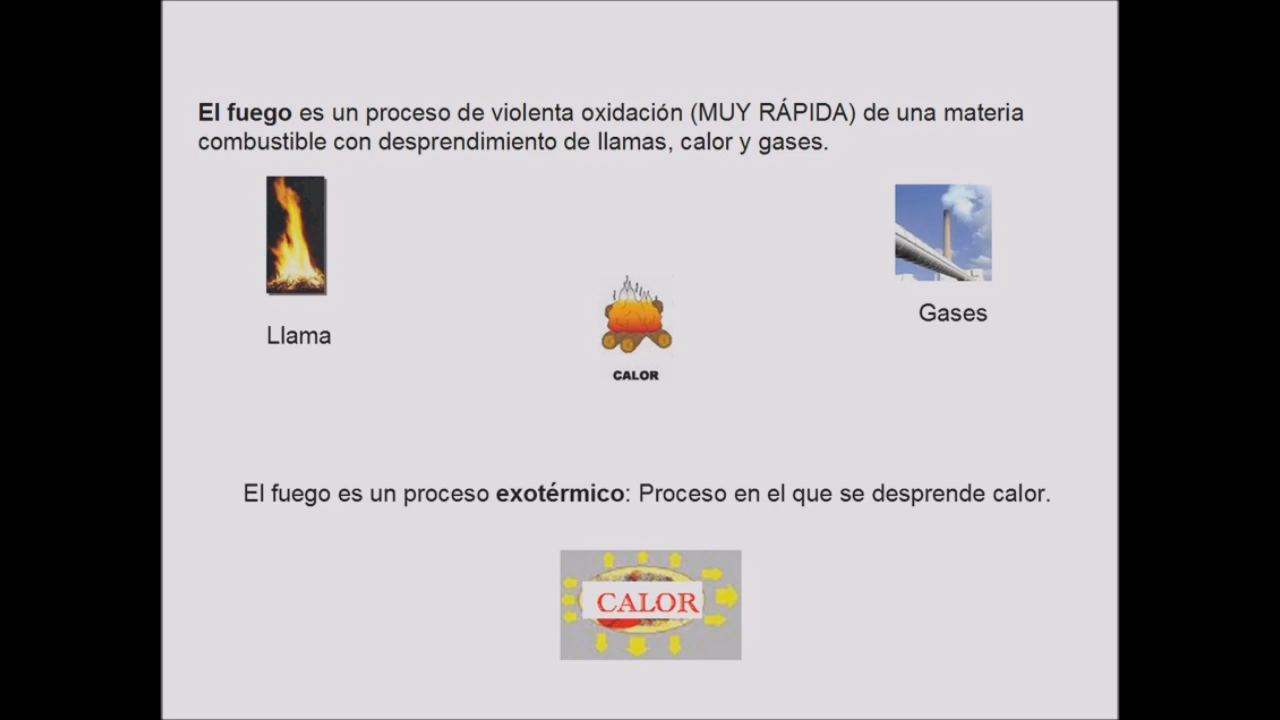 El fuego es un proceso de violenta oxidación (MUY RÁPIDA) de una materia
combustible con desprendimiento de llamas, calor y gases.
Llama
CALOR
Gases
El fuego es un proceso exotérmico: Proceso en el que se desprende calor.
CALOR